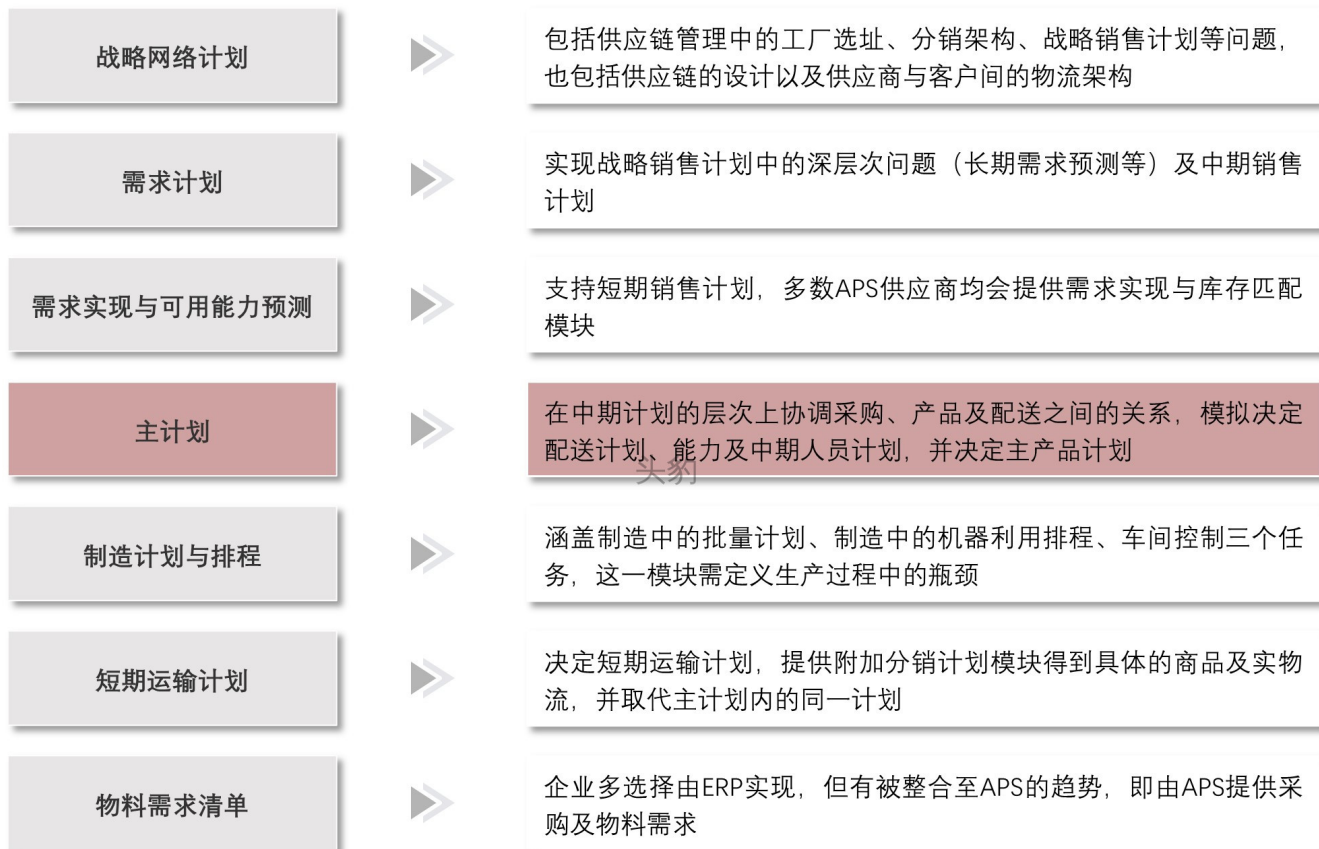 战略网络计划
包括供应链管理中的工厂选址、分销架构、战略销售计划等问题，
也包括供应链的设计以及供应商与客户间的物流架构
需求计划
实现战略销售计划中的深层次问题（长期需求预测等）及中期销售
计划
需求实现与可用能力预测
支持短期销售计划，多数APS供应商均会提供需求实现与库存匹配
模块
主计划
在中期计划的层次上协调采购、产品及配送之间的关系，模拟决定
配送计划、能力及中期人员计划，并决定主产品计划
头豹
制造计划与排程
涵盖制造中的批量计划、制造中的机器利用排程、车间控制三个任
务，这一模块需定义生产过程中的瓶颈
短期运输计划
决定短期运输计划，提供附加分销计划模块得到具体的商品及实物
流，并取代主计划内的同一计划
物料需求清单
企业多选择由ERP实现，但有被整合至APS的趋势，即由APS提供采
购及物料需求